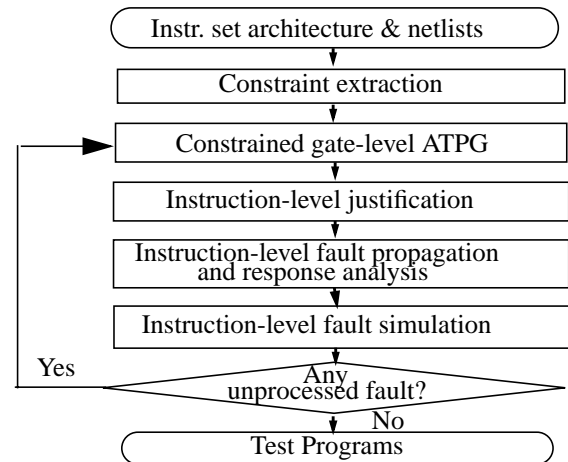 Instr. set architecture & netlists
Constraint extraction
Constrained gate-level ATPG
Instruction-level justification
Instruction-level fault propagation
and response analysis
Instruction-level fault simulation
Yes
Any
unprocessed fault?
No
Test Programs